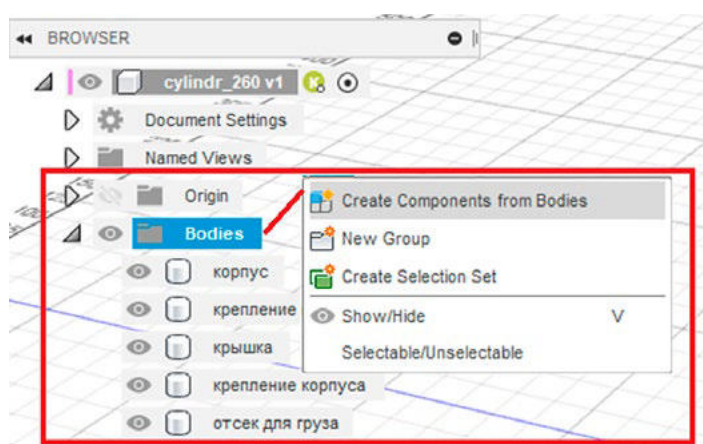 BROWSER
cylindr_260 v1
Document Settings
Named Views
Origin
Create Components from Bodies
Bodies
New Group
корпус
Create Selection Set
крепление
Show/Hide V
крышка
Selectable/Unselectable
крепление корпуса
отсек для груза